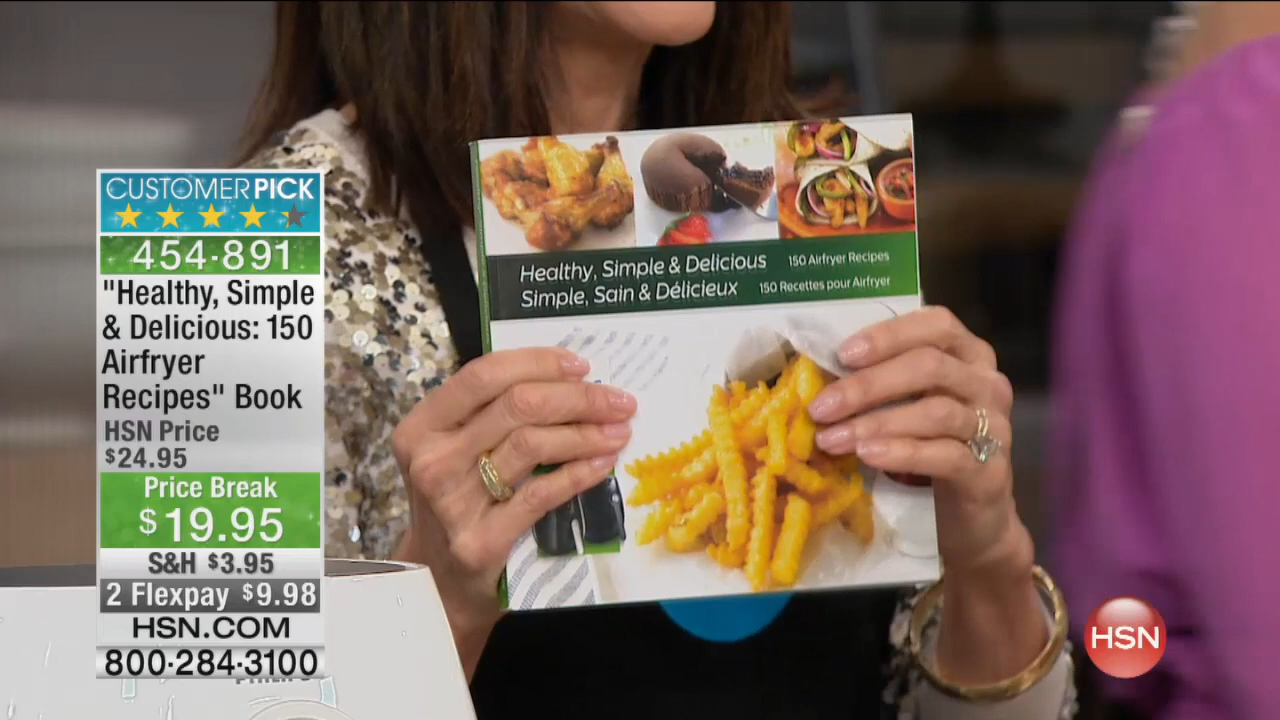 CUSTOMERPICK
454·891
"Healthy, Simple
& Delicious: 150
Airfryer
Recipes" Book
HSN Price
$24.95
Price Break
$19.95
S&H $3.95
2 Flexpay $9.98
HSN.COM
800·284·3100
Healthy, Simple & Delicious 150 Airfryer Recipes
Simple, Sain & Délicieux 150 Recettes pour Airfryer
HSN